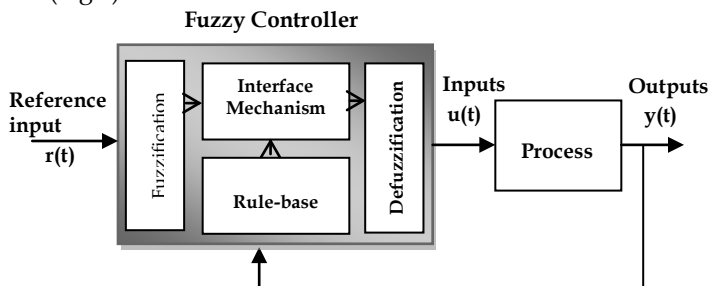 Fuzzy Controller
Reference
input
r(t)
Fuzzification
Interface
Mechanism
Rule-base
Defuzzification
Inputs
u(t)
Process
Outputs
y(t)